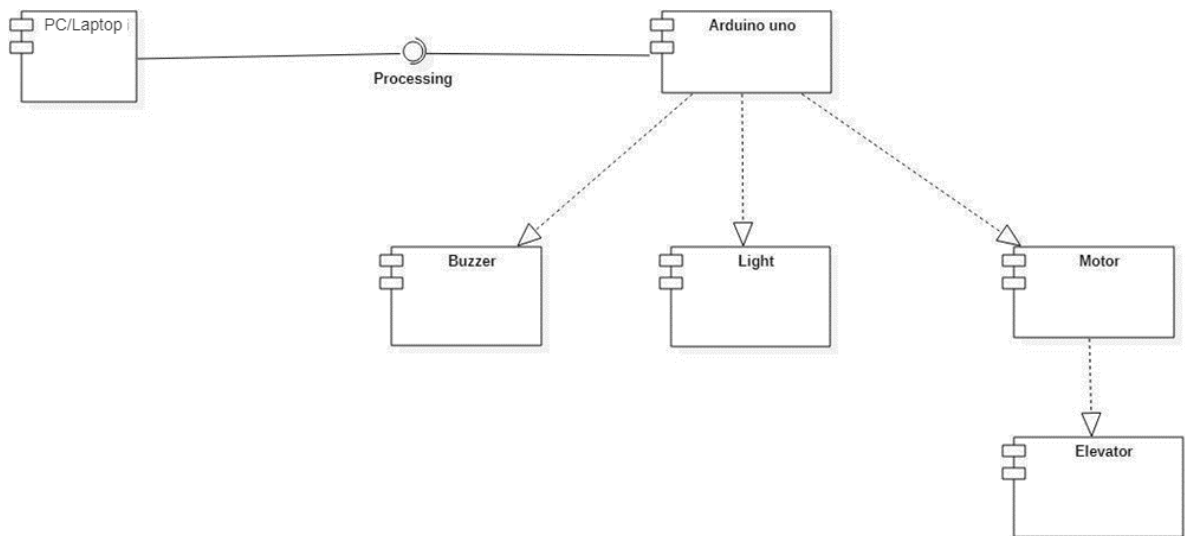 PC/Laptop i
Arduino uno
Processing
Buzzer
Light
Motor
Elevator